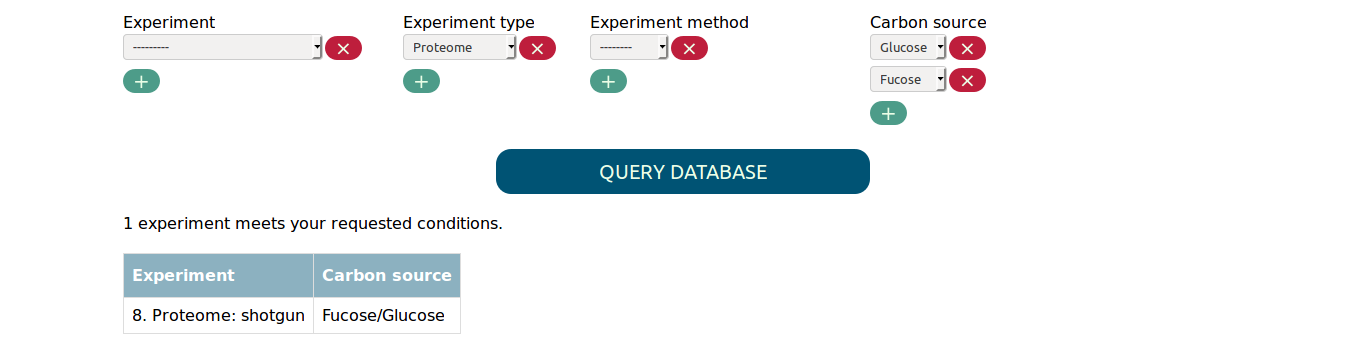 Experiment Experiment type Experiment method Carbon source
--------- × Proteome × -------- × Glucose ×
Fucose ×
+ + + +
QUERY DATABASE
1 experiment meets your requested conditions.
Experiment Carbon source
8. Proteome: shotgun Fucose/Glucose